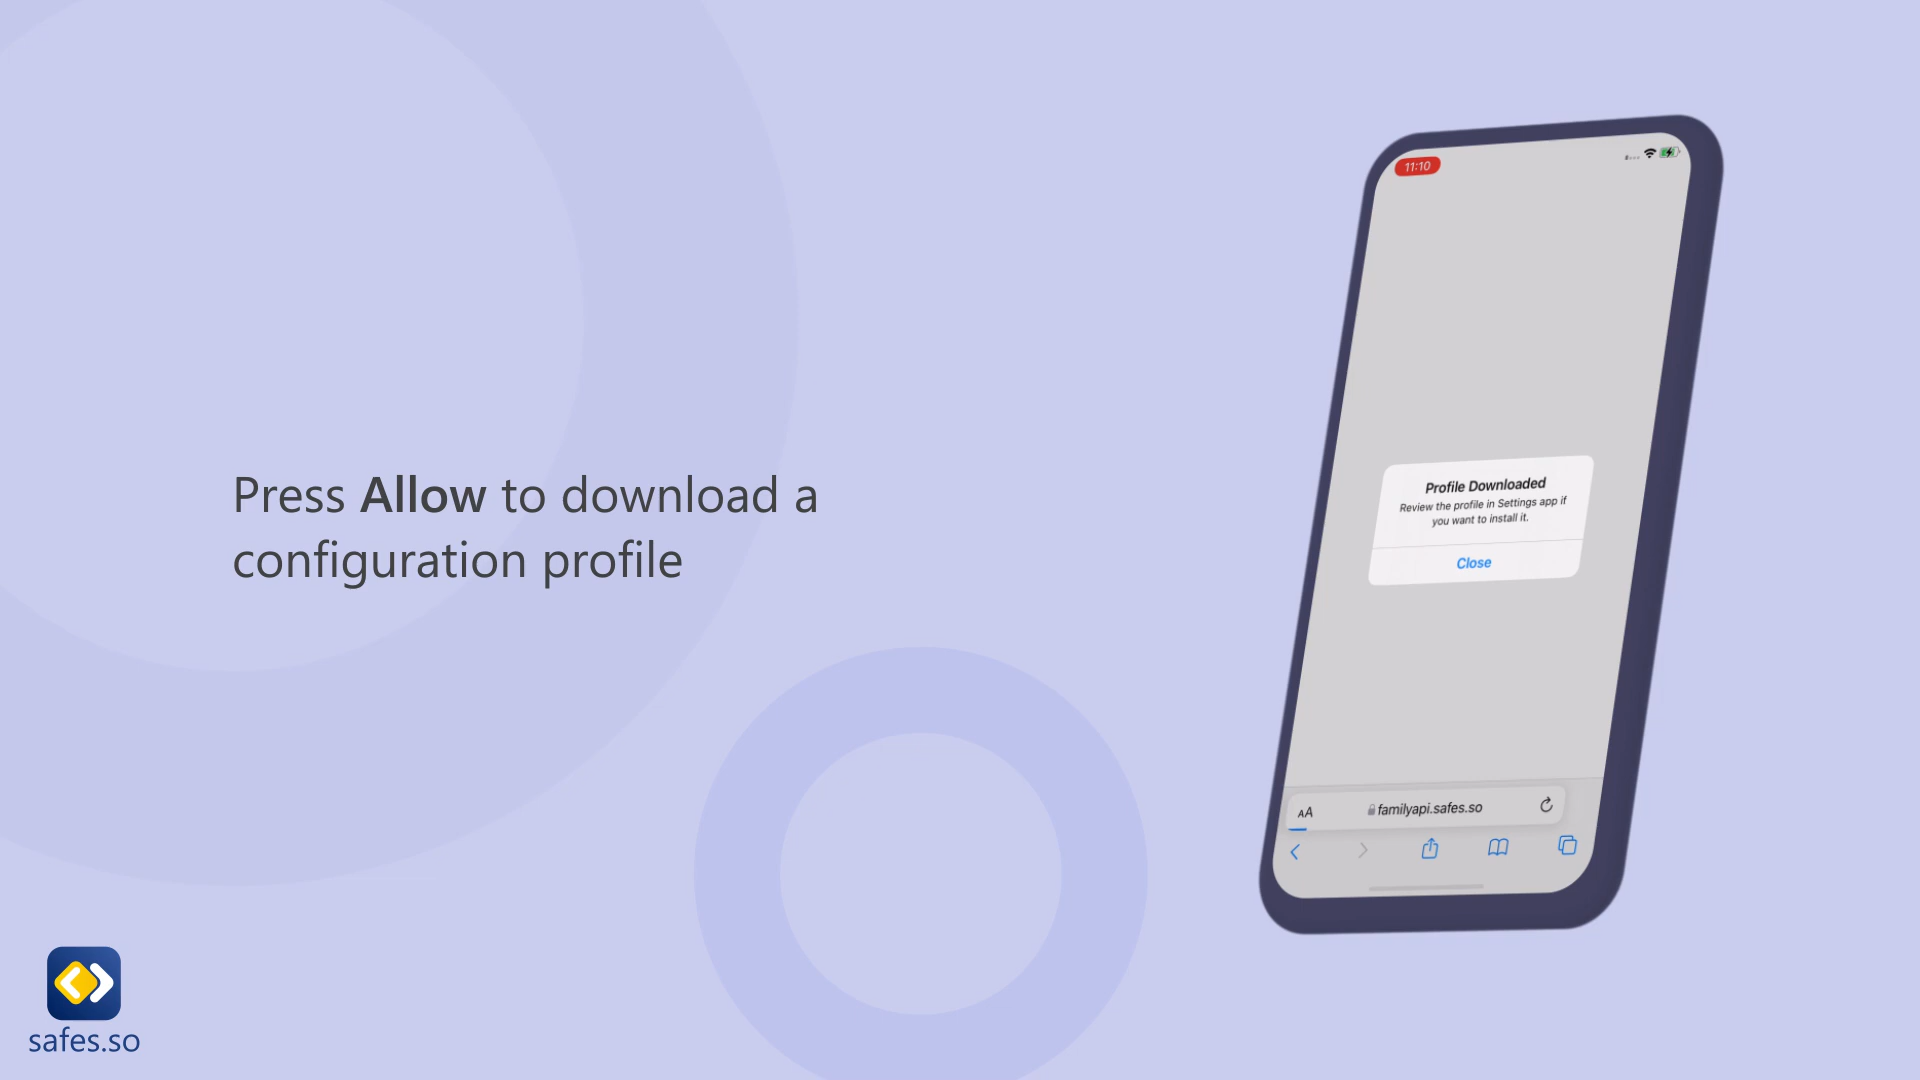 Press Allow to download a
configuration profile
11:10
Profile Downloaded
Review the profile in Settings app if
you want to install it.
Close
AA
familyapi.safes.so
safes.so